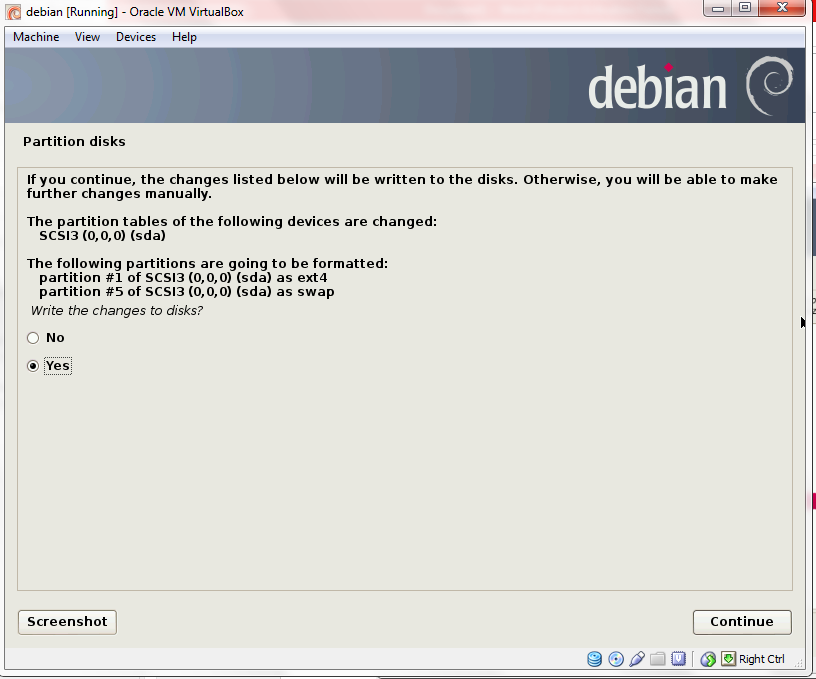 debian [Running] - Oracle VM VirtualBox
Machine View Devices Help
debian
Partition disks
If you continue, the changes listed below will be written to the disks. Otherwise, you will be able to make
further changes manually.
The partition tables of the following devices are changed:
SCSI3 (0,0,0) (sda)
The following partitions are going to be formatted:
partition #1 of SCSI3 (0,0,0) (sda) as ext4
partition #5 of SCSI3 (0,0,0) (sda) as swap
Write the changes to disks?
No
Yes
Screenshot Continue
Right Ctrl